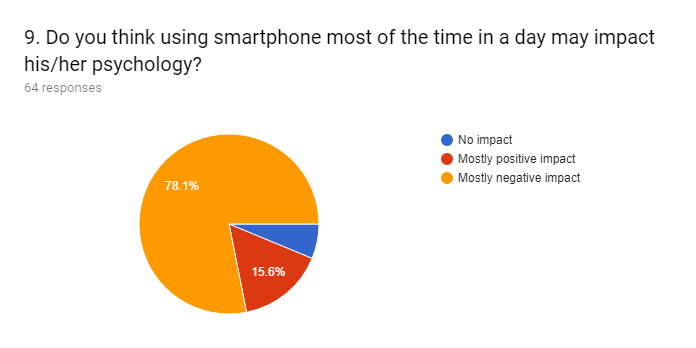 9. Do you think using smartphone most of the time in a day may impact
his/her psychology?
64 responses
No impact
Mostly positive impact
Mostly negative impact
78.1%
15.6%